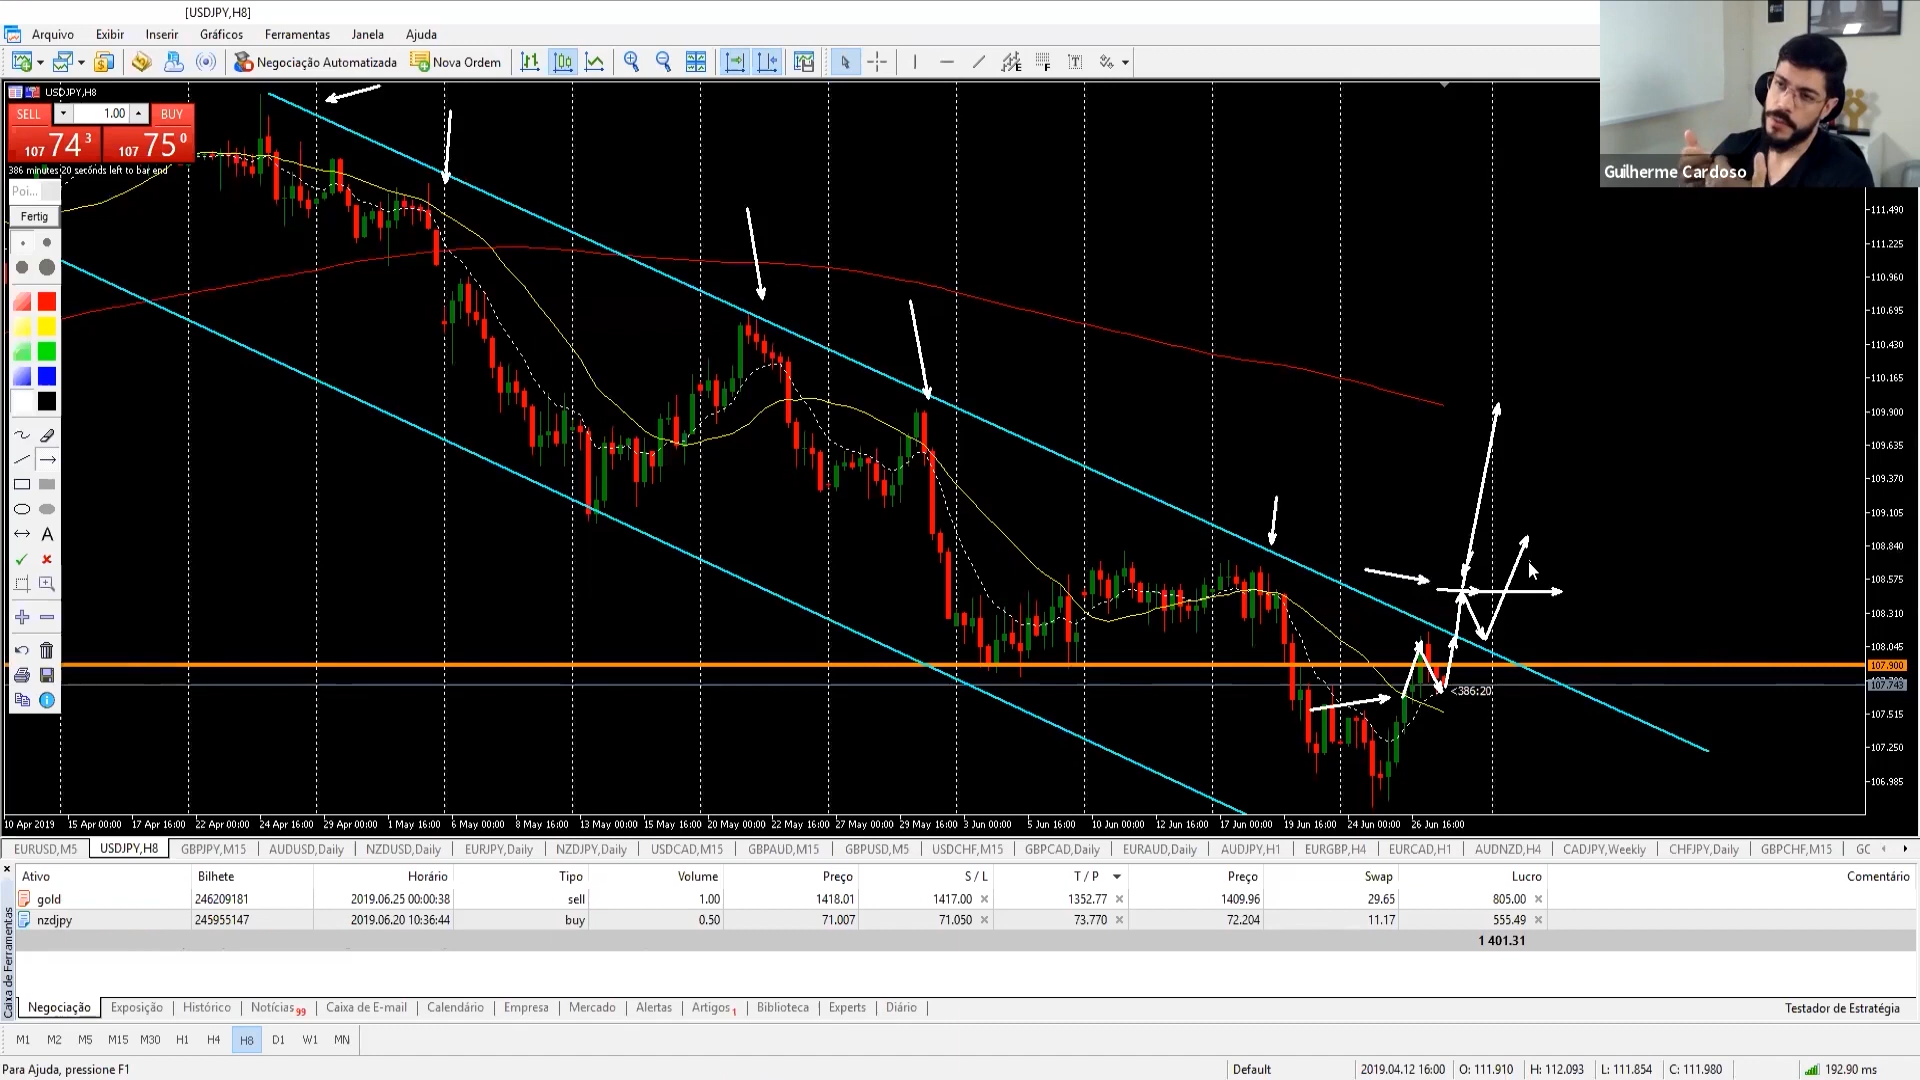 [USDJPY,H8]
Arquivo Exibir Inserir Gráficos Ferramentas Janela Ajuda
Negociação Automatizada Nova Ordem
USDJPY,H8
SELL 1.00 BUY
107 74 3 107 75 0
386 minutes 20 seconds left to bar end
Poi...
Fertig
A
Guilherme Cardoso
111.490
111.225
110.960
110.695
110.430
110.165
109.900
109.635
109.370
109.105
108.840
108.575
108.310
108.045
107.900
107.743
<386:20
107.515
107.250
106.985
10 Apr 2019 15 Apr 00:00 17 Apr 16:00 22 Apr 00:00 24 Apr 16:00 29 Apr 00:00 1 May 16:00 6 May 00:00 8 May 16:00 13 May 00:00 15 May 16:00 20 May 00:00 22 May 16:00 27 May 00:00 29 May 16:00 3 Jun 00:00 5 Jun 16:00 10 Jun 00:00 12 Jun 16:00 17 Jun 00:00 19 Jun 16:00 24 Jun 00:00 26 Jun 16:00
EURUSD,M5 USDJPY,H8 GBPJPY,M15 AUDUSD,Daily NZDUSD,Daily EURJPY,Daily NZDJPY,Daily USDCAD,M15 GBPAUD,M15 GBPUSD,M5 USDCHF,M15 GBPCAD,Daily EURAUD,Daily AUDJPY,H1 EURGBP,H4 EURCAD,H1 AUDNZD,H4 CADJPY,Weekly CHFJPY,Daily GBPCHF,M15 GC
Ativo Bilhete Horário Tipo Volume Preço S / L T / P Preço Swap Lucro Comentário
gold 246209181 2019.06.25 00:00:38 sell 1.00 1418.01 1417.00 1352.77 1409.96 29.65 805.00
nzdjpy 245955147 2019.06.20 10:36:44 buy 0.50 71.007 71.050 73.770 72.204 11.17 555.49
1 401.31
Caixa de Ferramentas
Negociação Exposição Histórico Notícias 99 Caixa de E-mail Calendário Empresa Mercado Alertas Artigos 1 Biblioteca Experts Diário Testador de Estratégia
M1 M2 M5 M15 M30 H1 H4 H8 D1 W1 MN
Para Ajuda, pressione F1 Default 2019.04.12 16:00 O: 111.910 H: 112.093 L: 111.854 C: 111.980 192.90 ms